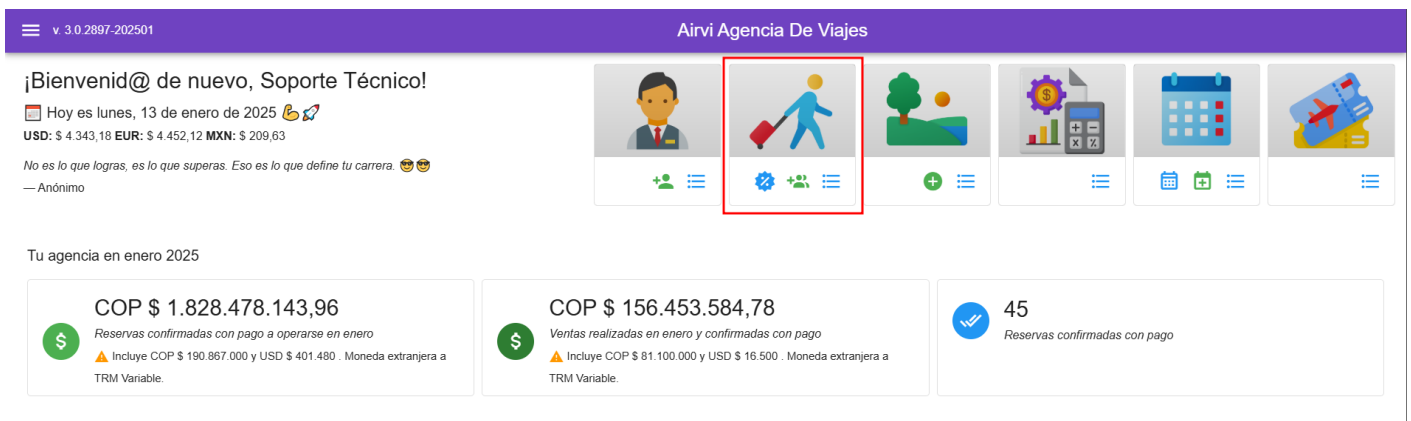 v. 3.0.2897-202501
Airvi Agencia De Viajes
¡Bienvenid@ de nuevo, Soporte Técnico!
Hoy es lunes, 13 de enero de 2025 💪🚀
USD: $ 4.343,18 EUR: $ 4.452,12 MXN: $ 209,63
No es lo que logras, es lo que superas. Eso es lo que define tu carrera. 😎😎
— Anónimo
Tu agencia en enero 2025
COP $ 1.828.478.143,96
Reservas confirmadas con pago a operarse en enero
⚠ Incluye COP $ 190.867.000 y USD $ 401.480 . Moneda extranjera a
TRM Variable.
COP $ 156.453.584,78
Ventas realizadas en enero y confirmadas con pago
⚠ Incluye COP $ 81.100.000 y USD $ 16.500 . Moneda extranjera a
TRM Variable.
45
Reservas confirmadas con pago